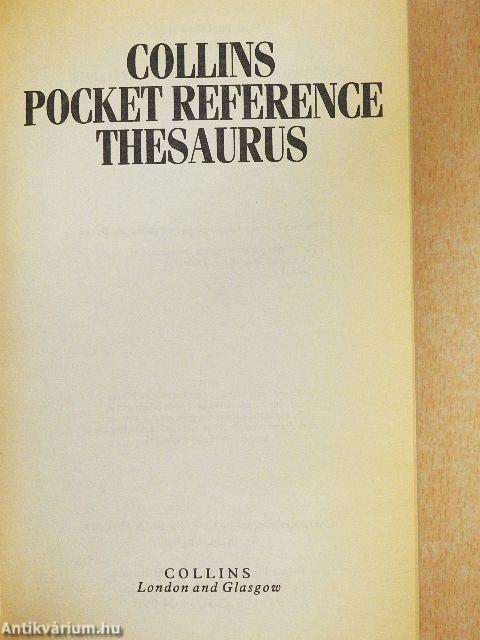 COLLINS
POCKET REFERENCE
THESAURUS
COLLINS
London and Glasgow
Antikvárium.hu